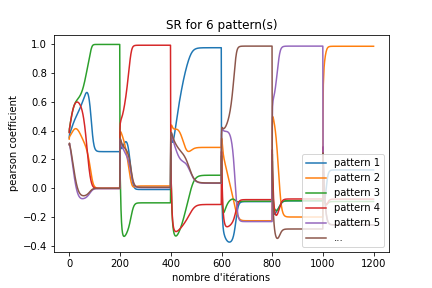 SR for 6 pattern(s)
pearson coefficient
1.0
0.8
0.6
0.4
0.2
0.0
−0.2
−0.4
pattern 1
pattern 2
pattern 3
pattern 4
pattern 5
...
0
200
400
600
800
1000
1200
nombre d'itérations